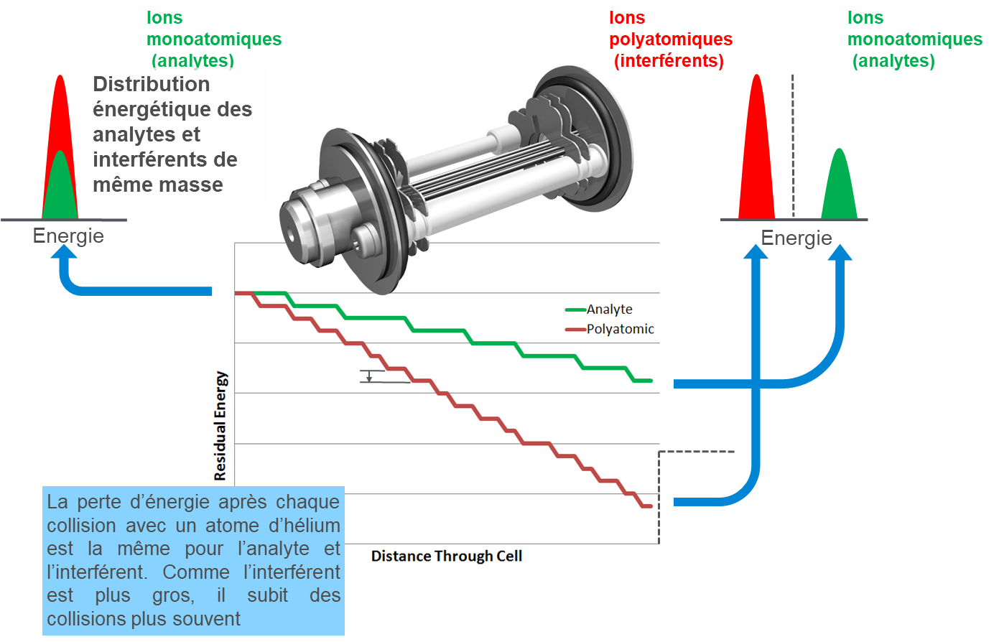 Ions
monoatomiques
(analytes)
Distribution
énergétique des
analytes et
interférents de
même masse
Energie
Ions
polyatomiques
(interférents)
Ions
monoatomiques
(analytes)
Energie
Analyte
Polyatomic
Residual Energy
Distance Through Cell
La perte d’énergie après chaque
collision avec un atome d’hélium
est la même pour l’analyte et
l’interférent. Comme l’interférent
est plus gros, il subit des
collisions plus souvent